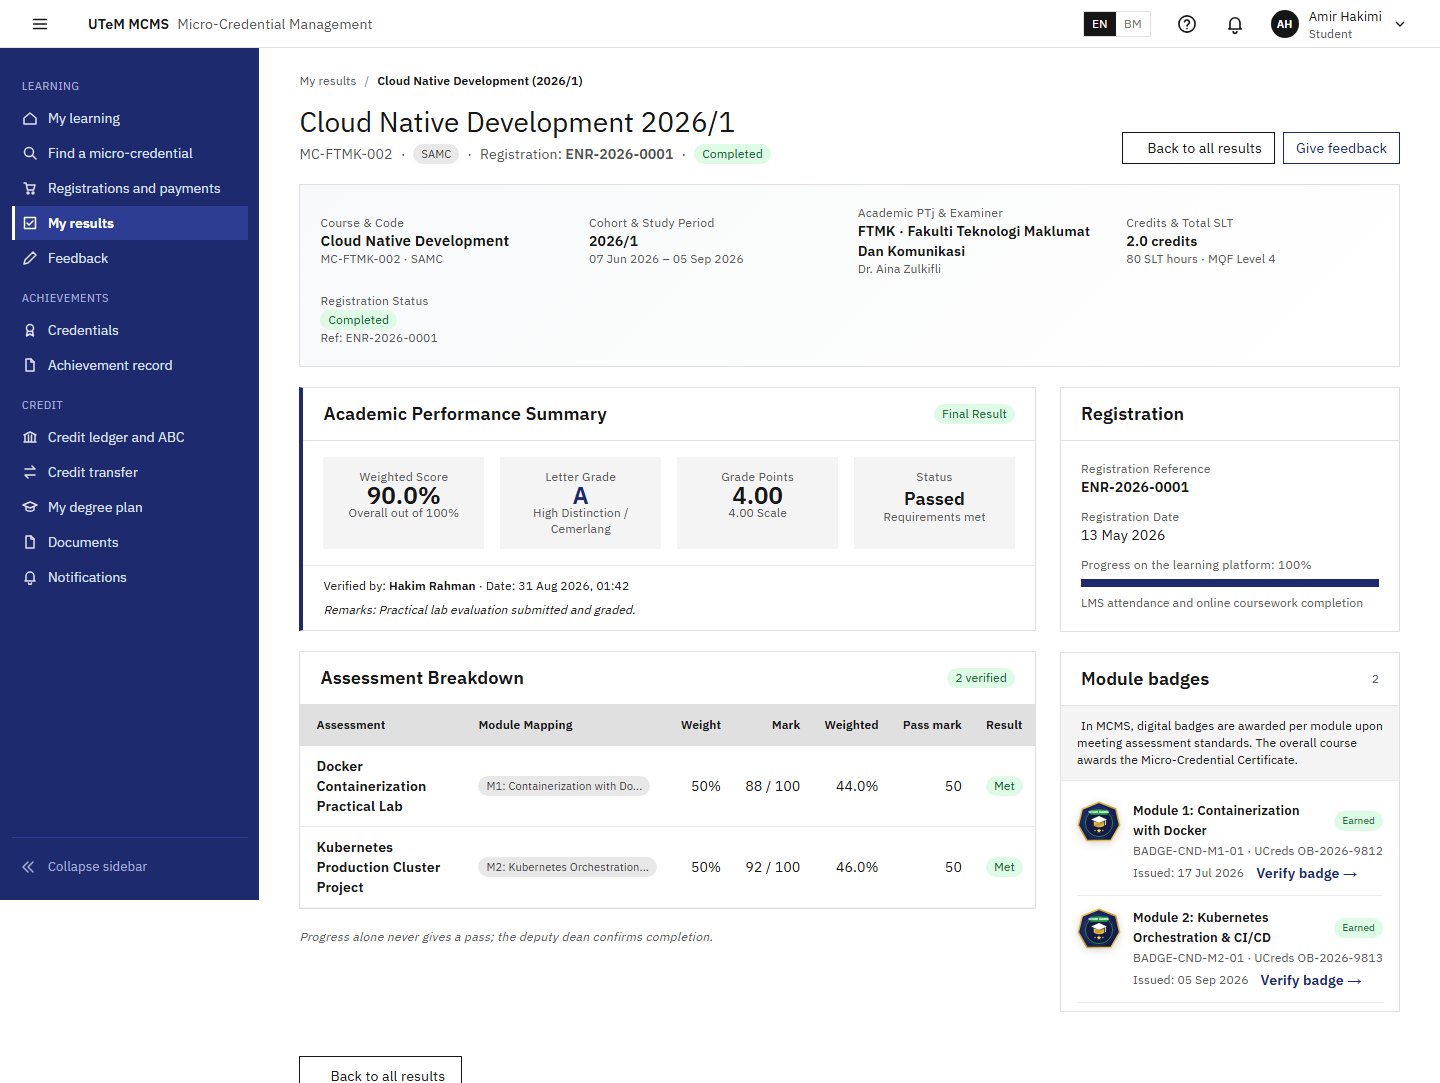 UTeM MCMS Micro-Credential Management
EN BM
AH
Amir Hakimi
Student
LEARNING
My learning
Find a micro-credential
Registrations and payments
My results
Feedback
ACHIEVEMENTS
Credentials
Achievement record
CREDIT
Credit ledger and ABC
Credit transfer
My degree plan
Documents
Notifications
Collapse sidebar
My results / Cloud Native Development (2026/1)
Cloud Native Development 2026/1
MC-FTMK-002 · SAMC · Registration: ENR-2026-0001 · Completed
Back to all results
Give feedback
Course & Code
Cloud Native Development
MC-FTMK-002 · SAMC
Cohort & Study Period
2026/1
07 Jun 2026 – 05 Sep 2026
Academic PTj & Examiner
FTMK · Fakulti Teknologi Maklumat
Dan Komunikasi
Dr. Aina Zulkifli
Credits & Total SLT
2.0 credits
80 SLT hours · MQF Level 4
Registration Status
Completed
Ref: ENR-2026-0001
Academic Performance Summary
Final Result
Weighted Score
90.0%
Overall out of 100%
Letter Grade
A
High Distinction /
Cemerlang
Grade Points
4.00
4.00 Scale
Status
Passed
Requirements met
Verified by: Hakim Rahman · Date: 31 Aug 2026, 01:42
Remarks: Practical lab evaluation submitted and graded.
Assessment Breakdown
2 verified
Assessment Module Mapping Weight Mark Weighted Pass mark Result
Docker
Containerization
Practical Lab
M1: Containerization with Do... 50% 88 / 100 44.0% 50 Met
Kubernetes
Production Cluster
Project
M2: Kubernetes Orchestration... 50% 92 / 100 46.0% 50 Met
Progress alone never gives a pass; the deputy dean confirms completion.
Back to all results
Registration
Registration Reference
ENR-2026-0001
Registration Date
13 May 2026
Progress on the learning platform: 100%
LMS attendance and online coursework completion
Module badges
2
In MCMS, digital badges are awarded per module upon
meeting assessment standards. The overall course
awards the Micro-Credential Certificate.
Module 1: Containerization
with Docker
Earned
BADGE-CND-M1-01 · UCreds OB-2026-9812
Issued: 17 Jul 2026 Verify badge →
Module 2: Kubernetes
Orchestration & CI/CD
Earned
BADGE-CND-M2-01 · UCreds OB-2026-9813
Issued: 05 Sep 2026 Verify badge →